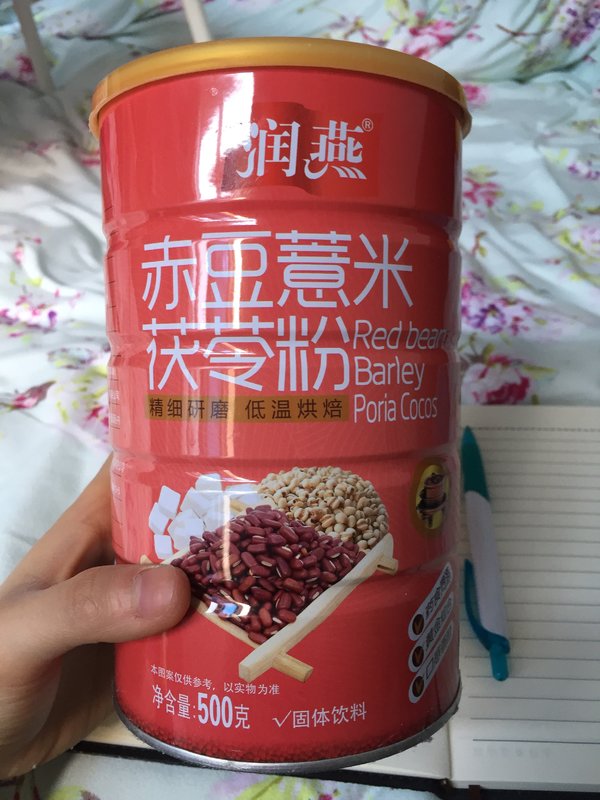 润燕®
赤豆薏米
茯苓粉
Red bean
Barley
Poria Cocos
精细研磨 低温烘焙
本图案仅供参考，以实物为准
净含量:500克
√固体饮料